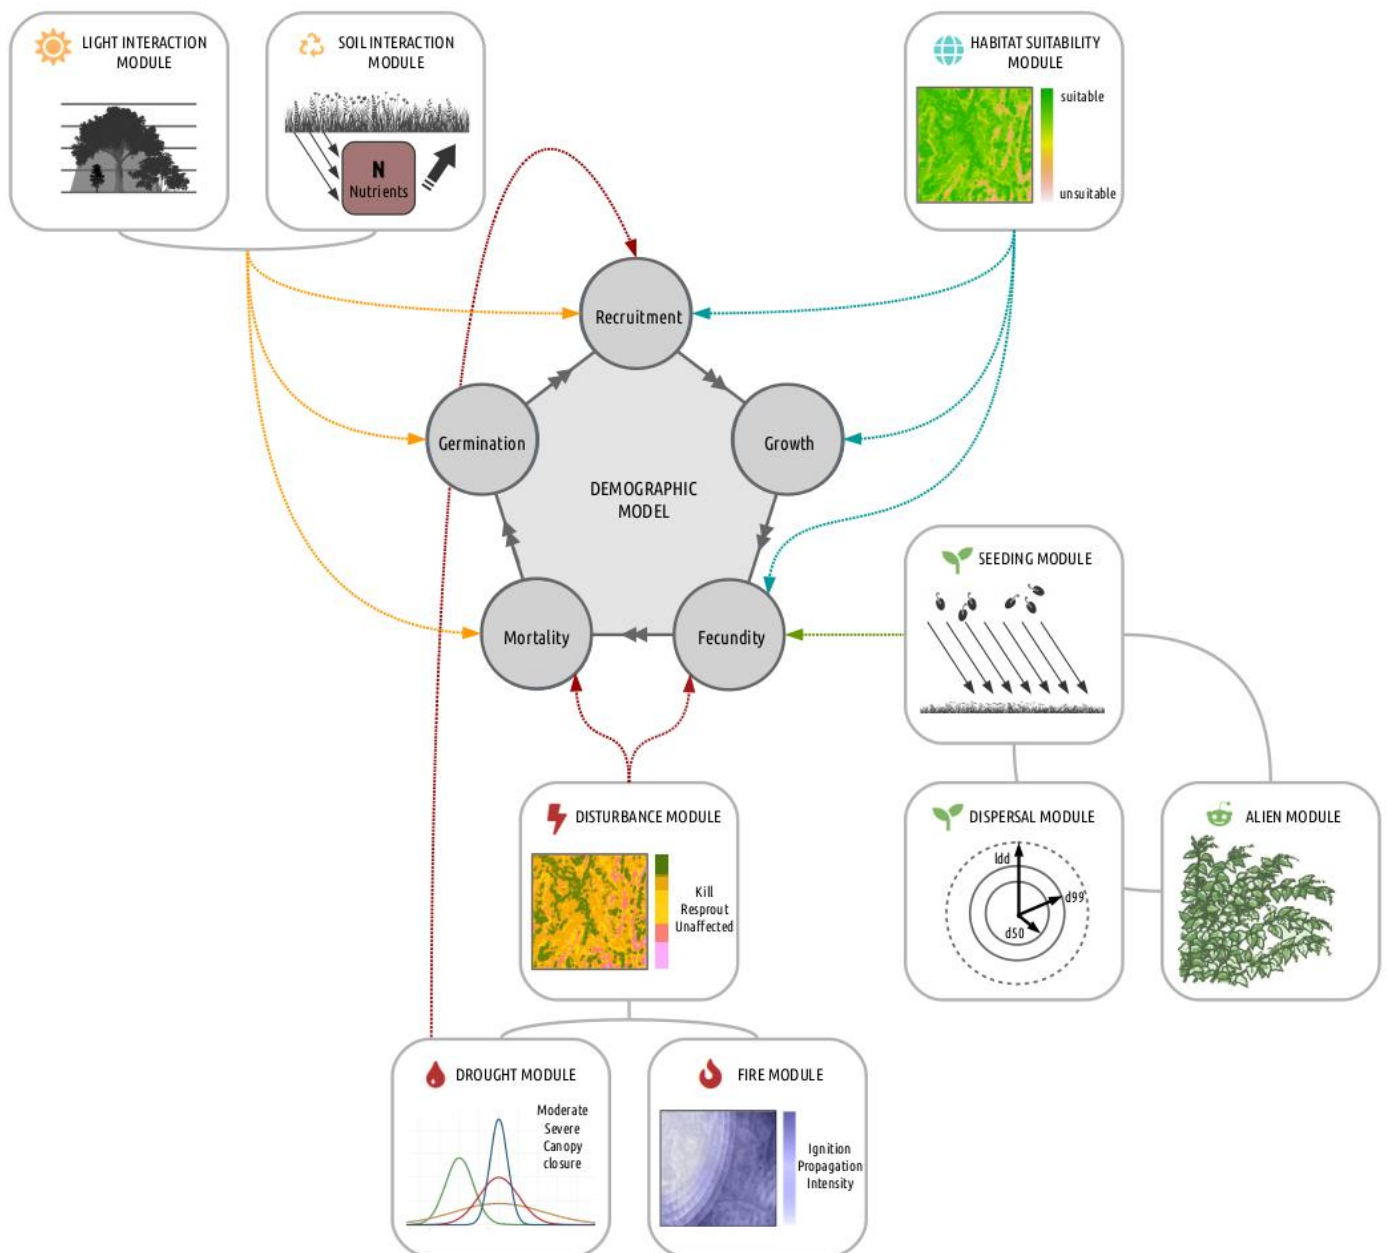 LIGHT INTERACTION
MODULE
SOIL INTERACTION
MODULE
N
Nutrients
HABITAT SUITABILITY
MODULE
suitable
unsuitable
Recruitment
Germination
Growth
DEMOGRAPHIC
MODEL
Mortality
Fecundity
SEEDING MODULE
DISTURBANCE MODULE
Kill
Resprout
Unaffected
DISPERSAL MODULE
ldd
d99
d50
ALIEN MODULE
DROUGHT MODULE
Moderate
Severe
Canopy
closure
FIRE MODULE
Ignition
Propagation
Intensity